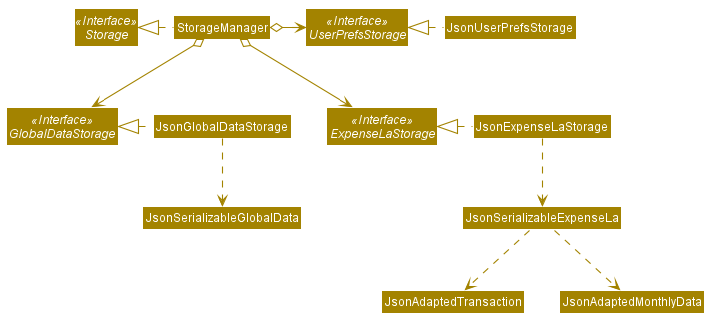 «Interface»
Storage
StorageManager
«Interface»
UserPrefsStorage
JsonUserPrefsStorage
«Interface»
GlobalDataStorage
JsonGlobalDataStorage
«Interface»
ExpenseLaStorage
JsonExpenseLaStorage
JsonSerializableGlobalData
JsonSerializableExpenseLa
JsonAdaptedTransaction
JsonAdaptedMonthlyData